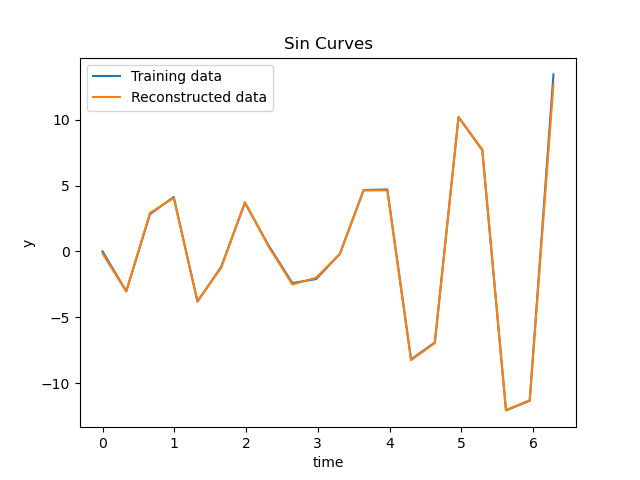 Sin Curves
Training data
Reconstructed data
10
5
0
−5
−10
y
0 1 2 3 4 5 6
time